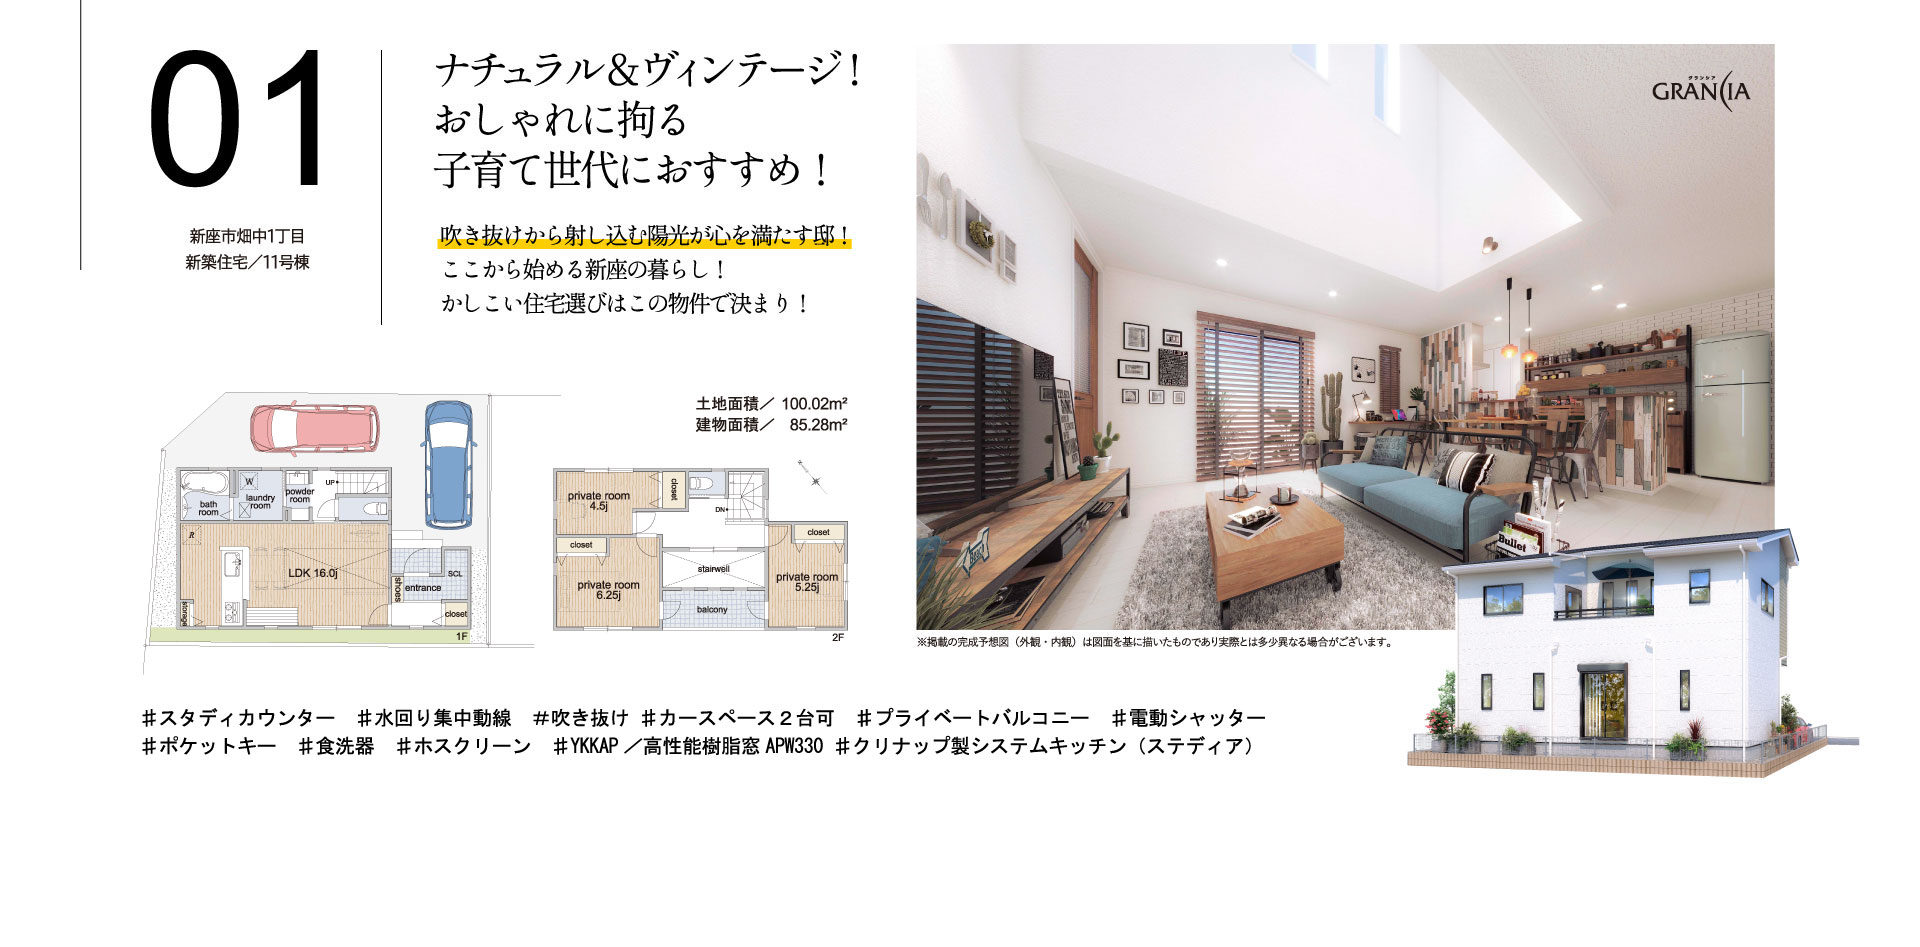 01
新座市畑中1丁目
新築住宅／11号棟
ナチュラル＆ヴィンテージ！
おしゃれに拘る
子育て世代におすすめ！
吹き抜けから射し込む陽光が心を満たす邸！
ここから始める新座の暮らし！
かしこい住宅選びはこの物件で決まり！
グランシア
GRANCIA
土地面積／ 100.02m²
建物面積／ 85.28m²
bath room
W
laundry room
powder room
UP
R
LDK 16.0j
storage
shoes
SCL
entrance
closet
1F
private room 4.5j
closet
DN
closet
private room 6.25j
stairwell
balcony
closet
private room 5.25j
2F
Bullet
※掲載の完成予想図（外観・内観）は図面を基に描いたものであり実際とは多少異なる場合がございます。
♯スタディカウンター　♯水回り集中動線　＃吹き抜け ♯カースペース２台可　♯プライベートバルコニー　♯電動シャッター
♯ポケットキー　♯食洗器　♯ホスクリーン　♯YKKAP ／高性能樹脂窓 APW330 ♯クリナップ製システムキッチン（ステディア）